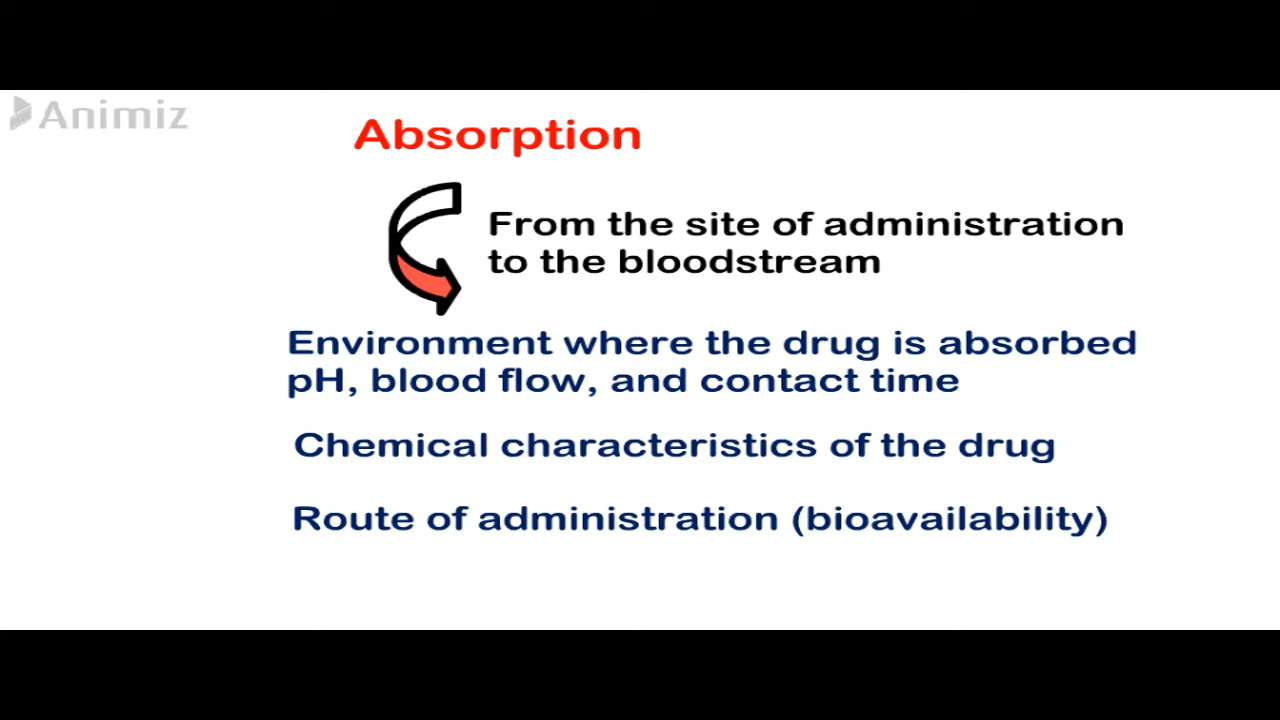 Animiz
Absorption
From the site of administration
to the bloodstream
Environment where the drug is absorbed
pH, blood flow, and contact time
Chemical characteristics of the drug
Route of administration (bioavailability)